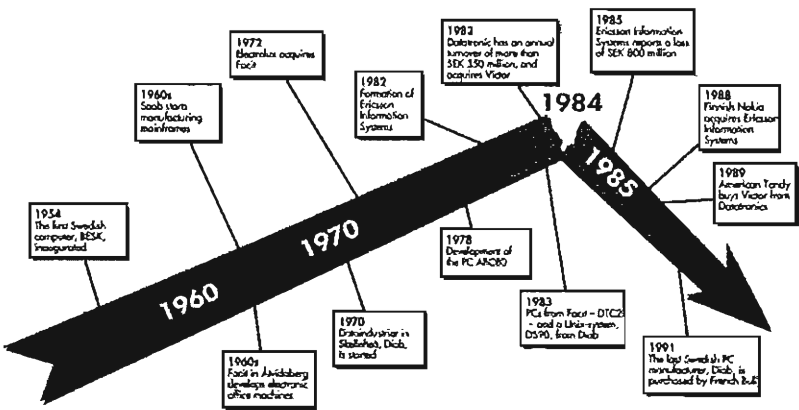 1954
The first Swedish
computer, BESK,
inaugurated
1960s
Saab starts
manufacturing
mainframes
1972
Electrolux acquires
Facit
1982
Formation of
Ericsson
Information
Systems
1983
Datatronic has an annual
turnover of more than
SEK 350 million, and
acquires Victor
1985
Ericsson Information
Systems reports a loss
of SEK 800 million
1988
Finnish Nokia
acquires Ericsson
Information
Systems
1989
American Tandy
buys Victor from
Datatronics
1984
1985
1970
1960
1960s
Facit in Åtvidaberg
develops electronic
office machines
1970
Dataindustrier in
Skellefteå, Diab,
is started
1978
Development of
the PC ABC80
1983
PCs from Facit – DTC2
– and a Unix-system,
DS90, from Diab
1991
The last Swedish PC
manufacturer, Diab, is
purchased by French Bull